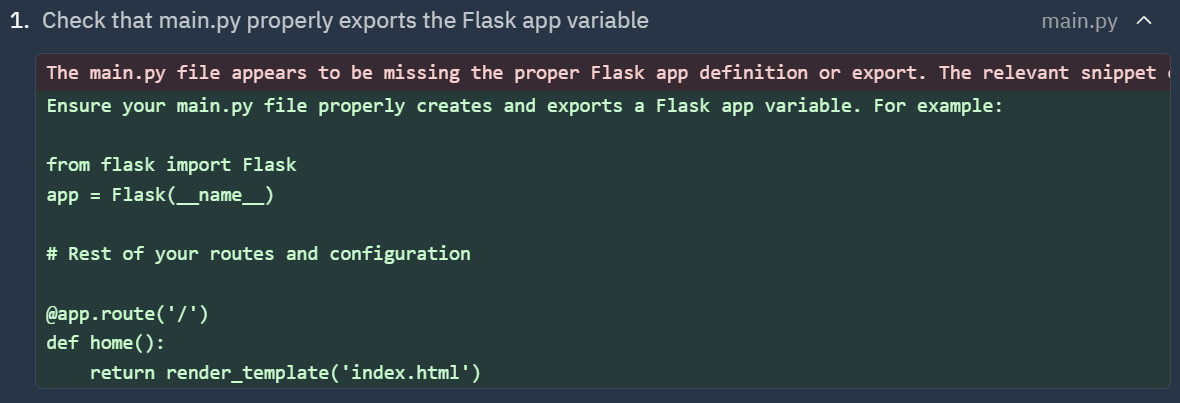 1. Check that main.py properly exports the Flask app variable main.py
The main.py file appears to be missing the proper Flask app definition or export. The relevant snippet
Ensure your main.py file properly creates and exports a Flask app variable. For example:
from flask import Flask
app = Flask(__name__)
# Rest of your routes and configuration
@app.route('/')
def home():
    return render_template('index.html')